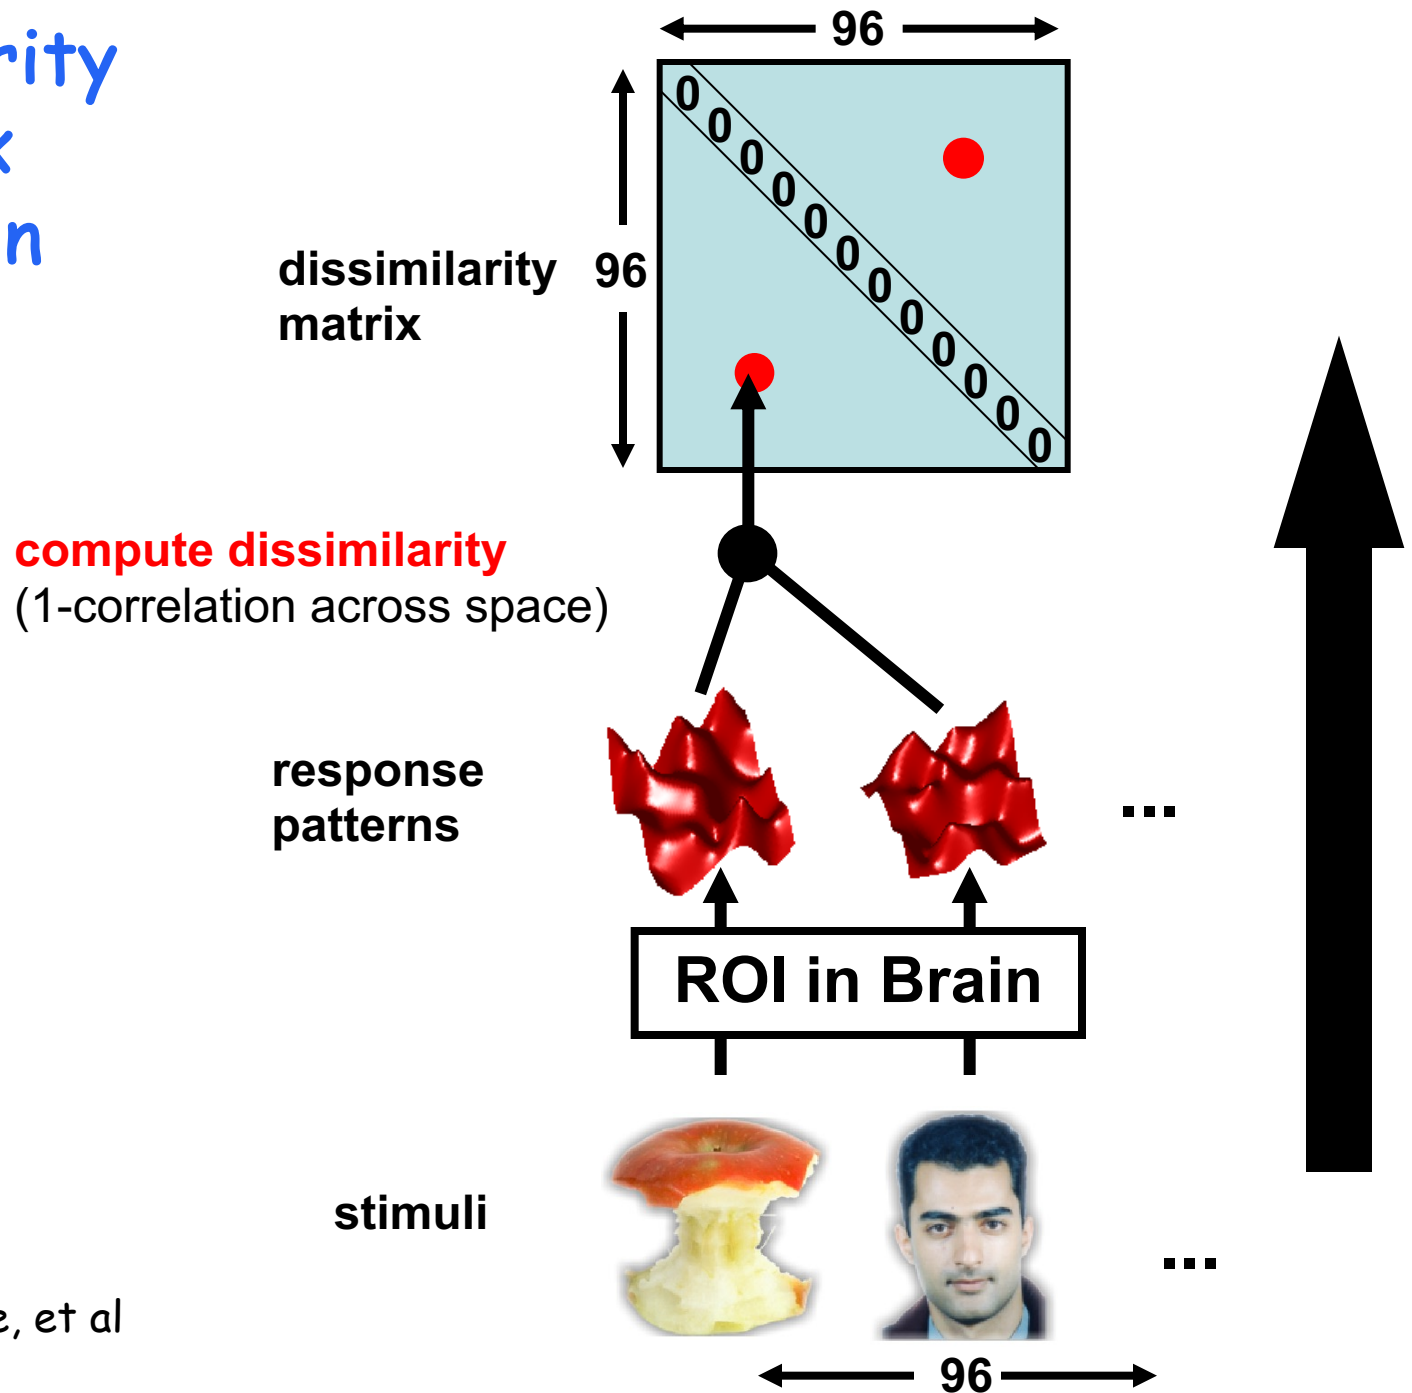 96
rity
x
n
0
0
0
0
0
0
0
0
0
0
0
0
dissimilarity 96
matrix
compute dissimilarity
(1-correlation across space)
response
patterns
...
ROI in Brain
stimuli
...
e, et al
96